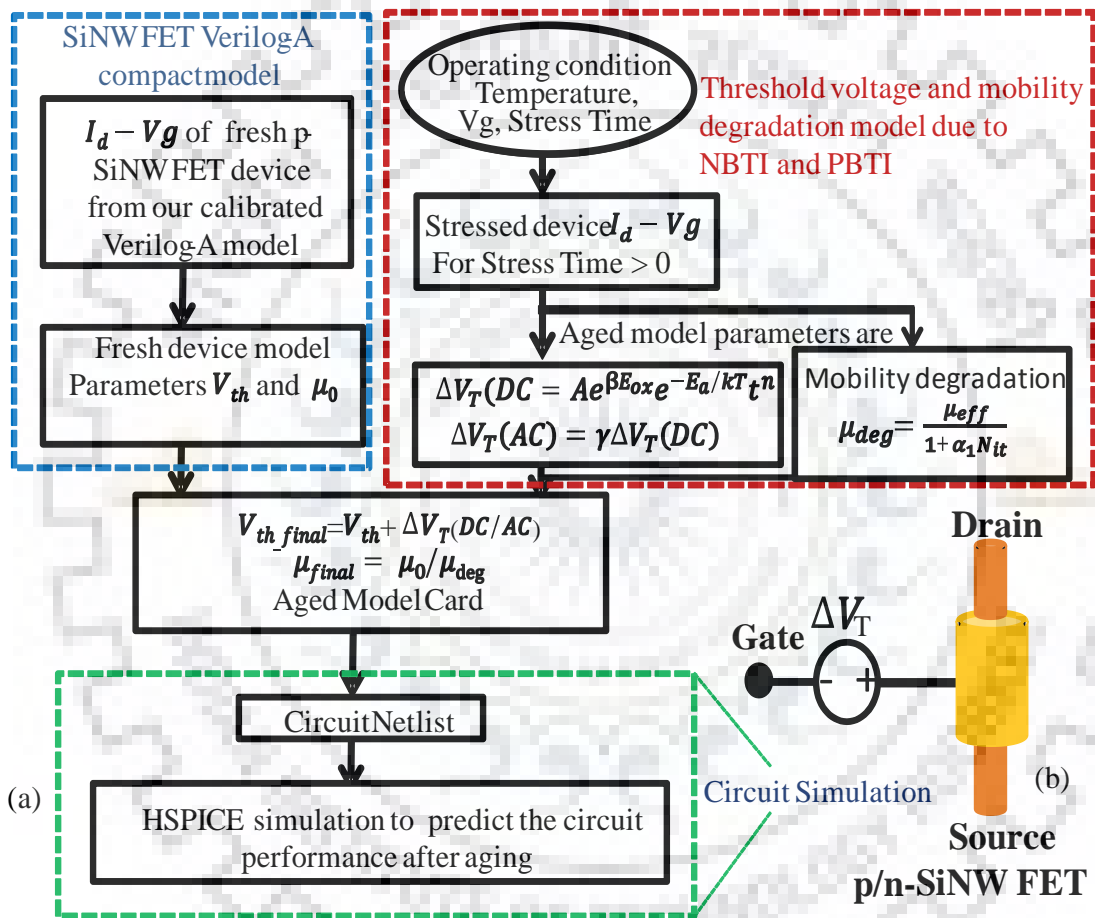 SiNWFET VerilogA
compactmodel
I_d − Vg of fresh p-
SiNWFET device
from our calibrated
VerilogA model
Fresh device model
Parameters V_th and μ_0
Operating condition
Temperature,
Vg, Stress Time
Threshold voltage and mobility
degradation model due to
NBTI and PBTI
Stressed device I_d − Vg
For Stress Time > 0
Aged model parameters are
ΔV_T(DC = Ae^{βE_ox}e^{−E_a/kT}t^n
ΔV_T(AC) = γΔV_T(DC)
Mobility degradation
μ_deg = μ_eff / (1+ α_1N_it)
V_th_final=V_th+ ΔV_T(DC/AC)
μ_final = μ_0/μ_deg
Aged Model Card
CircuitNetlist
HSPICE simulation to predict the circuit
performance after aging
(a)
Circuit Simulation
Drain
ΔV_T
Gate
- +
(b)
Source
p/n-SiNW FET